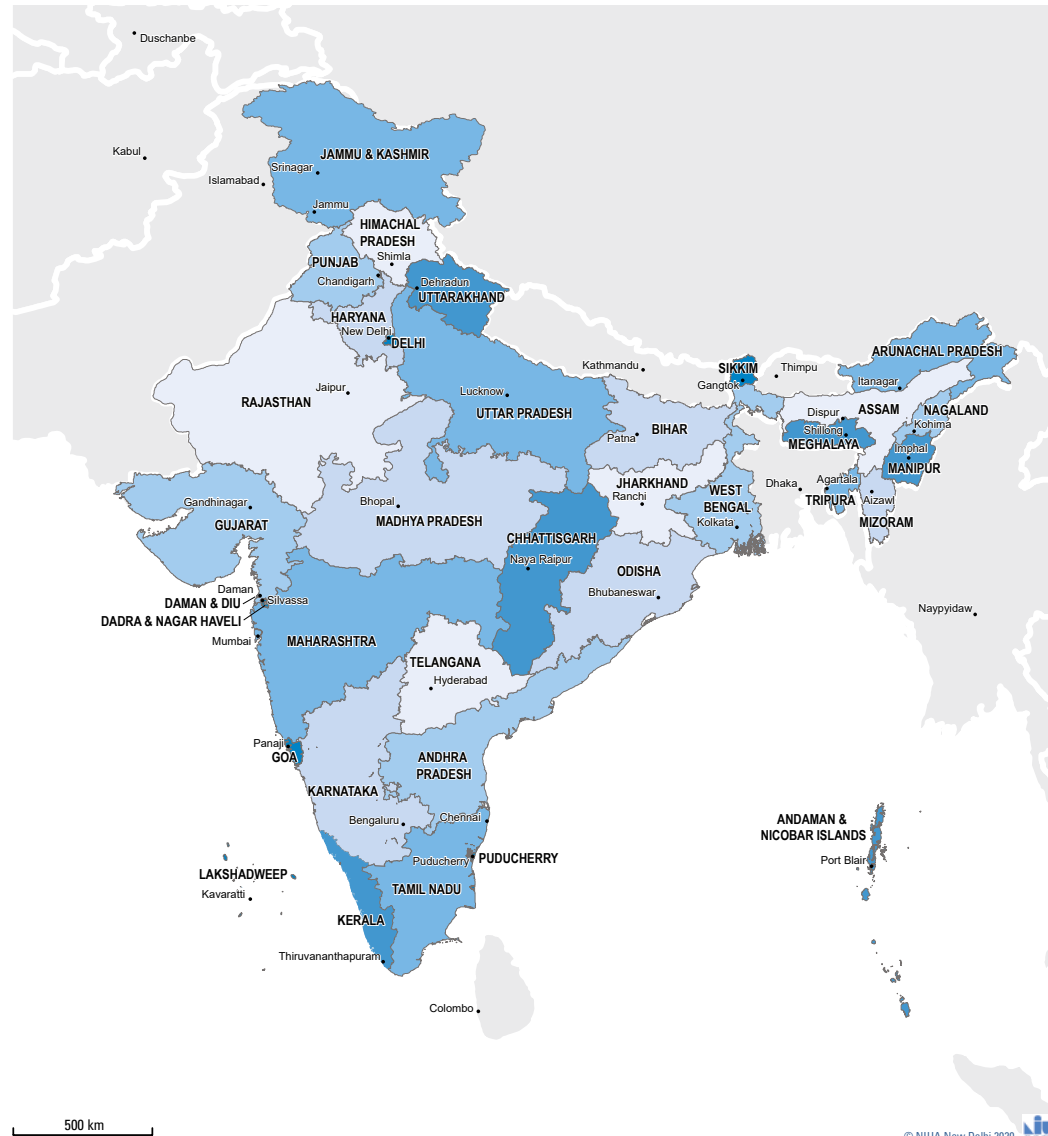 Duschanbe
Kabul
Islamabad
JAMMU & KASHMIR
Srinagar
Jammu
HIMACHAL
PRADESH
Shimla
PUNJAB
Chandigarh
Dehradun
UTTARAKHAND
HARYANA
New Delhi
DELHI
RAJASTHAN
Jaipur
Lucknow
UTTAR PRADESH
Kathmandu
SIKKIM
Gangtok
Thimpu
ARUNACHAL PRADESH
Itanagar
ASSAM
Dispur
NAGALAND
Kohima
Shillong
MEGHALAYA
Imphal
MANIPUR
BIHAR
Patna
JHARKHAND
Ranchi
WEST
BENGAL
Kolkata
Dhaka
Agartala
TRIPURA
Aizawl
MIZORAM
Gandhinagar
GUJARAT
Bhopal
MADHYA PRADESH
CHHATTISGARH
Naya Raipur
ODISHA
Bhubaneswar
Daman
DAMAN & DIU
Silvassa
DADRA & NAGAR HAVELI
Mumbai
MAHARASHTRA
Naypyidaw
TELANGANA
Hyderabad
Panaji
GOA
ANDHRA
PRADESH
KARNATAKA
Bengaluru
Chennai
ANDAMAN &
NICOBAR ISLANDS
Port Blair
Puducherry
PUDUCHERRY
LAKSHADWEEP
Kavaratti
TAMIL NADU
KERALA
Thiruvananthapuram
Colombo
500 km
© NIUA New Delhi 2020